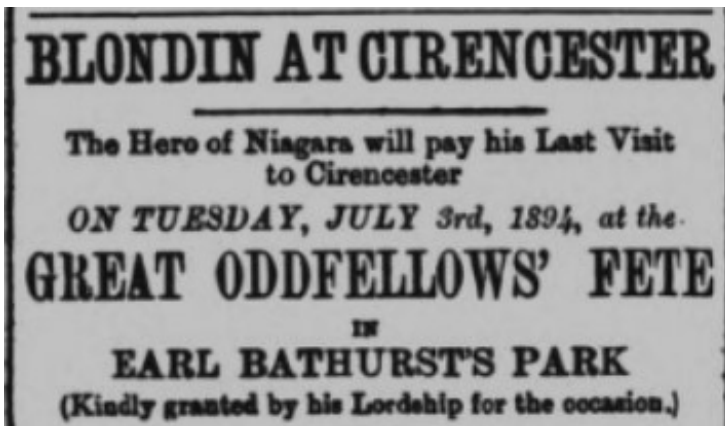 BLONDIN AT CIRENCESTER
The Hero of Niagara will pay his Last Visit
to Cirencester
ON TUESDAY, JULY 3rd, 1894, at the
GREAT ODDFELLOWS' FETE
IN
EARL BATHURST'S PARK
(Kindly granted by his Lordship for the occasion.)